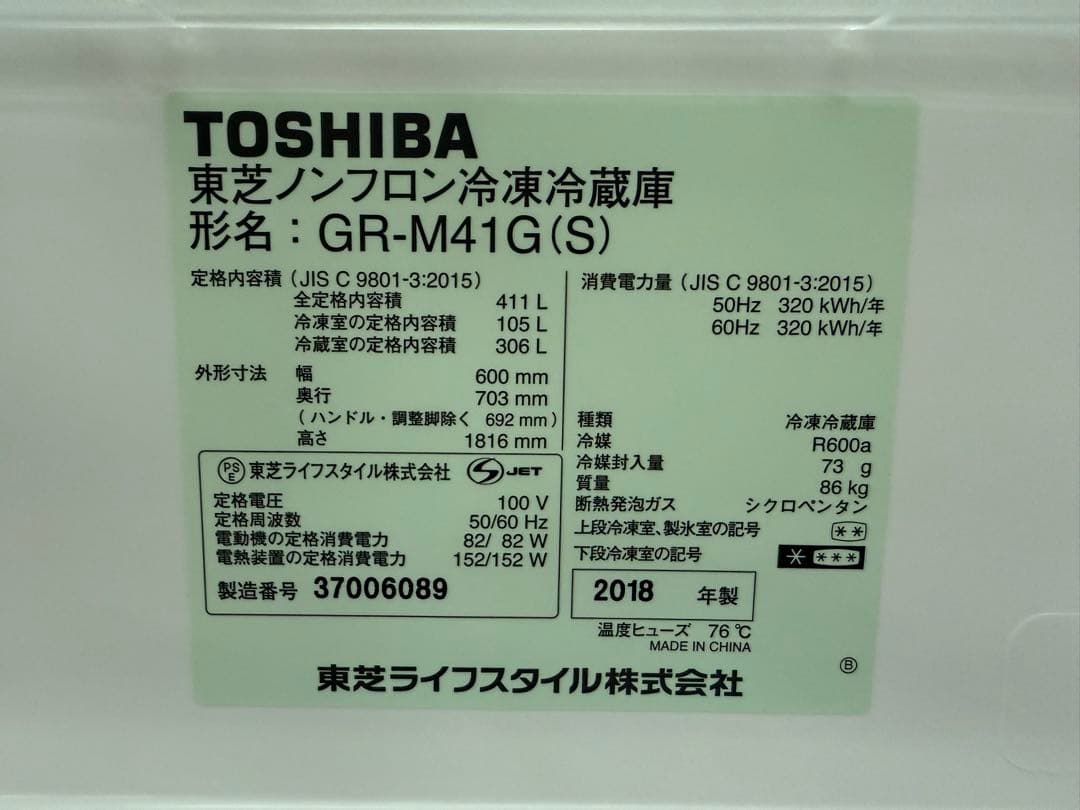 TOSHIBA
東芝ノンフロン冷凍冷蔵庫
形名：GR-M41G(S)
定格内容積（JIS C 9801-3:2015）
全定格内容積 411 L
冷凍室の定格内容積 105 L
冷蔵室の定格内容積 306 L
外形寸法 幅 600 mm
奥行 703 mm
（ハンドル・調整脚除く 692 mm）
高さ 1816 mm
消費電力量（JIS C 9801-3:2015）
50Hz 320 kWh/年
60Hz 320 kWh/年
種類 冷凍冷蔵庫
冷媒 R600a
冷媒封入量 73 g
質量 86 kg
断熱発泡ガス シクロペンタン
上段冷凍室、製氷室の記号 **
下段冷凍室の記号 * ***
PSE 東芝ライフスタイル株式会社 JET
定格電圧 100 V
定格周波数 50/60 Hz
電動機の定格消費電力 82/ 82 W
電熱装置の定格消費電力 152/152 W
製造番号 37006089
2018 年製
温度ヒューズ 76℃
MADE IN CHINA
東芝ライフスタイル株式会社
Ⓑ